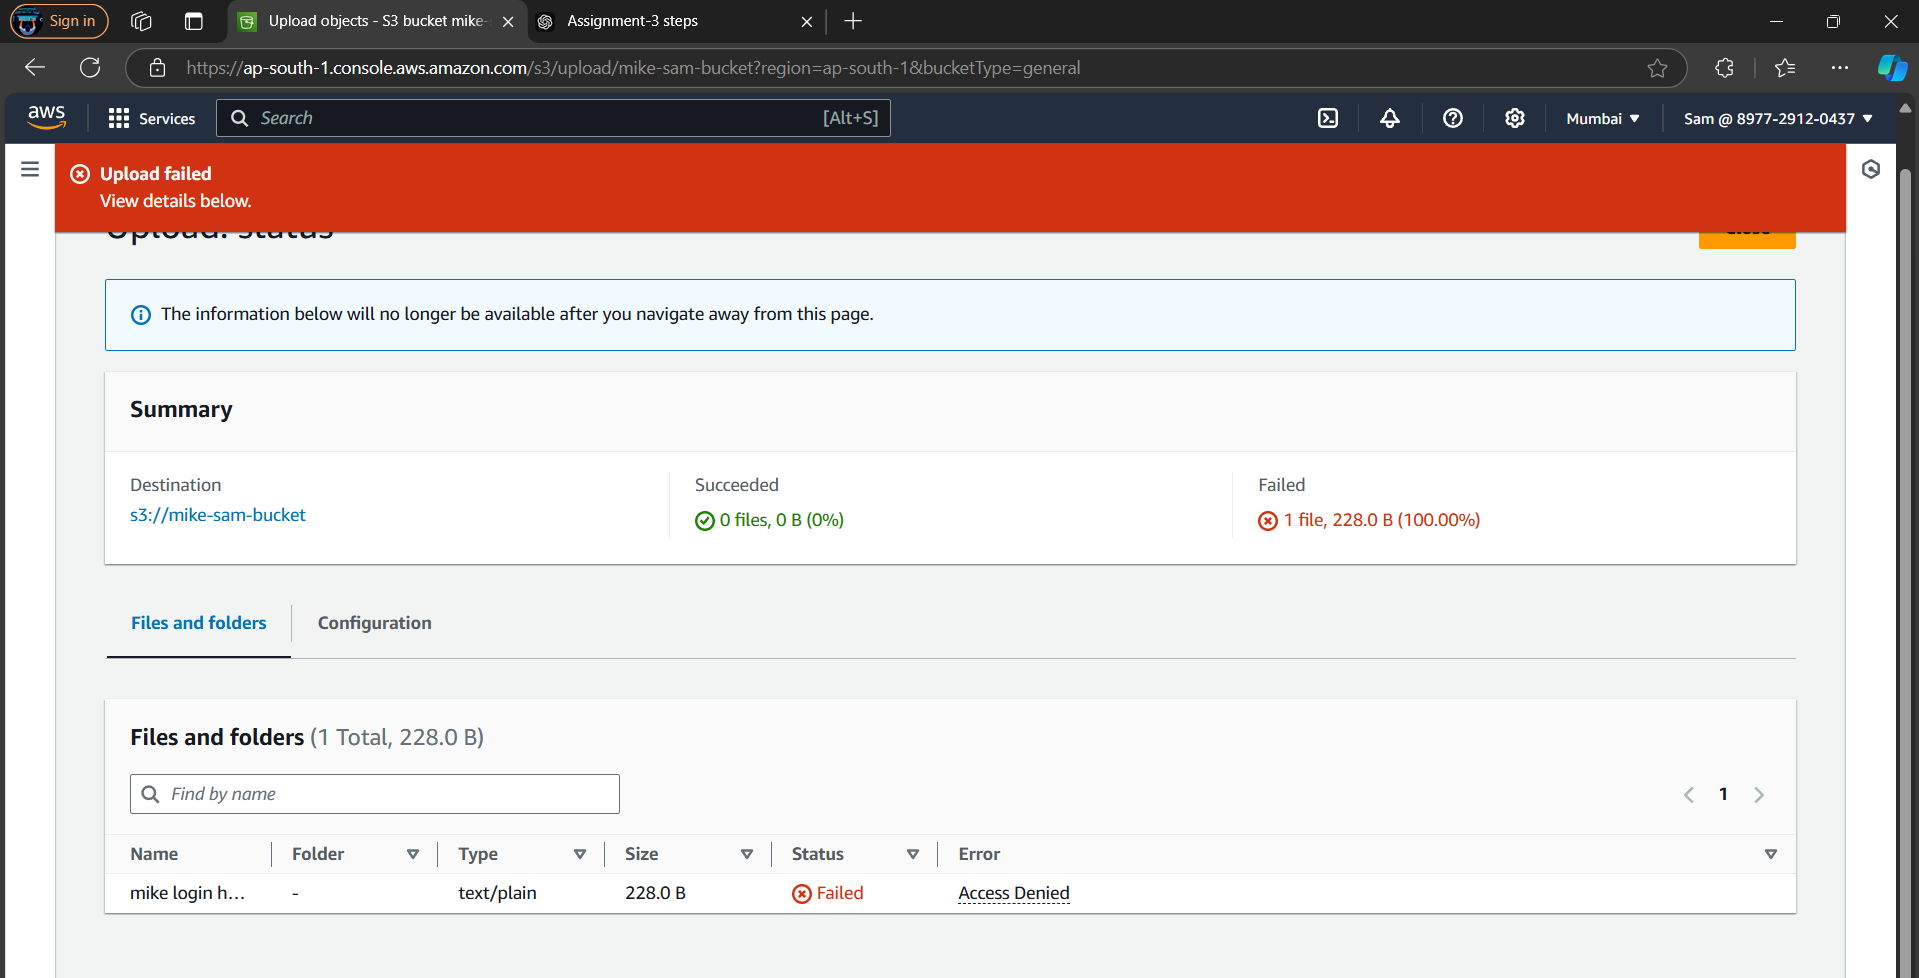 Sign in
Upload objects - S3 bucket mike-
Assignment-3 steps
https://ap-south-1.console.aws.amazon.com/s3/upload/mike-sam-bucket?region=ap-south-1&bucketType=general
aws
Services
Search
[Alt+S]
Mumbai
Sam @ 8977-2912-0437
Upload failed
View details below.
Upload: status
Close
The information below will no longer be available after you navigate away from this page.
Summary
Destination
s3://mike-sam-bucket
Succeeded
0 files, 0 B (0%)
Failed
1 file, 228.0 B (100.00%)
Files and folders
Configuration
Files and folders (1 Total, 228.0 B)
Find by name
1
Name Folder Type Size Status Error
mike login h... - text/plain 228.0 B Failed Access Denied